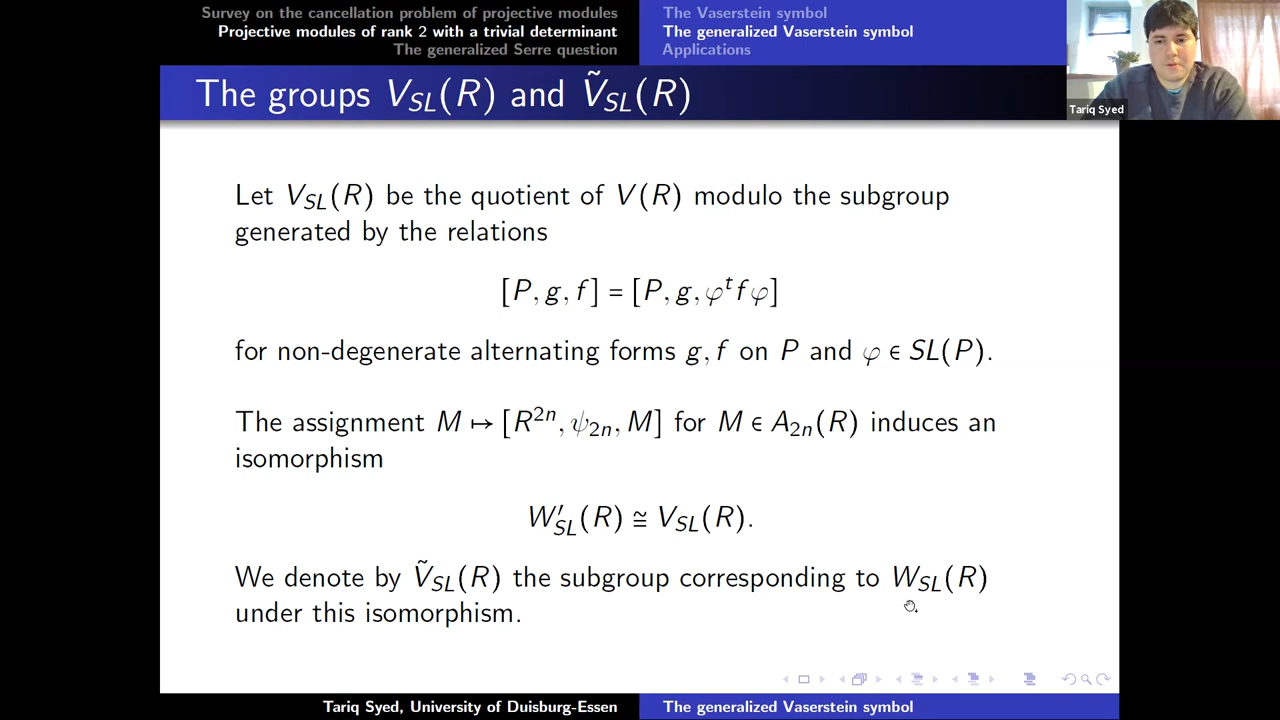 Survey on the cancellation problem of projective modules
Projective modules of rank 2 with a trivial determinant
The generalized Serre question
The Vaserstein symbol
The generalized Vaserstein symbol
Applications
The groups V_{SL}(R) and Ṽ_{SL}(R)
Tariq Syed
Let V_{SL}(R) be the quotient of V(R) modulo the subgroup
generated by the relations
[P, g, f] = [P, g, φ^t f φ]
for non-degenerate alternating forms g, f on P and φ ∈ SL(P).
The assignment M ↦ [R^{2n}, ψ_{2n}, M] for M ∈ A_{2n}(R) induces an
isomorphism
W'_{SL}(R) ≅ V_{SL}(R).
We denote by Ṽ_{SL}(R) the subgroup corresponding to W_{SL}(R)
under this isomorphism.
Tariq Syed, University of Duisburg-Essen
The generalized Vaserstein symbol